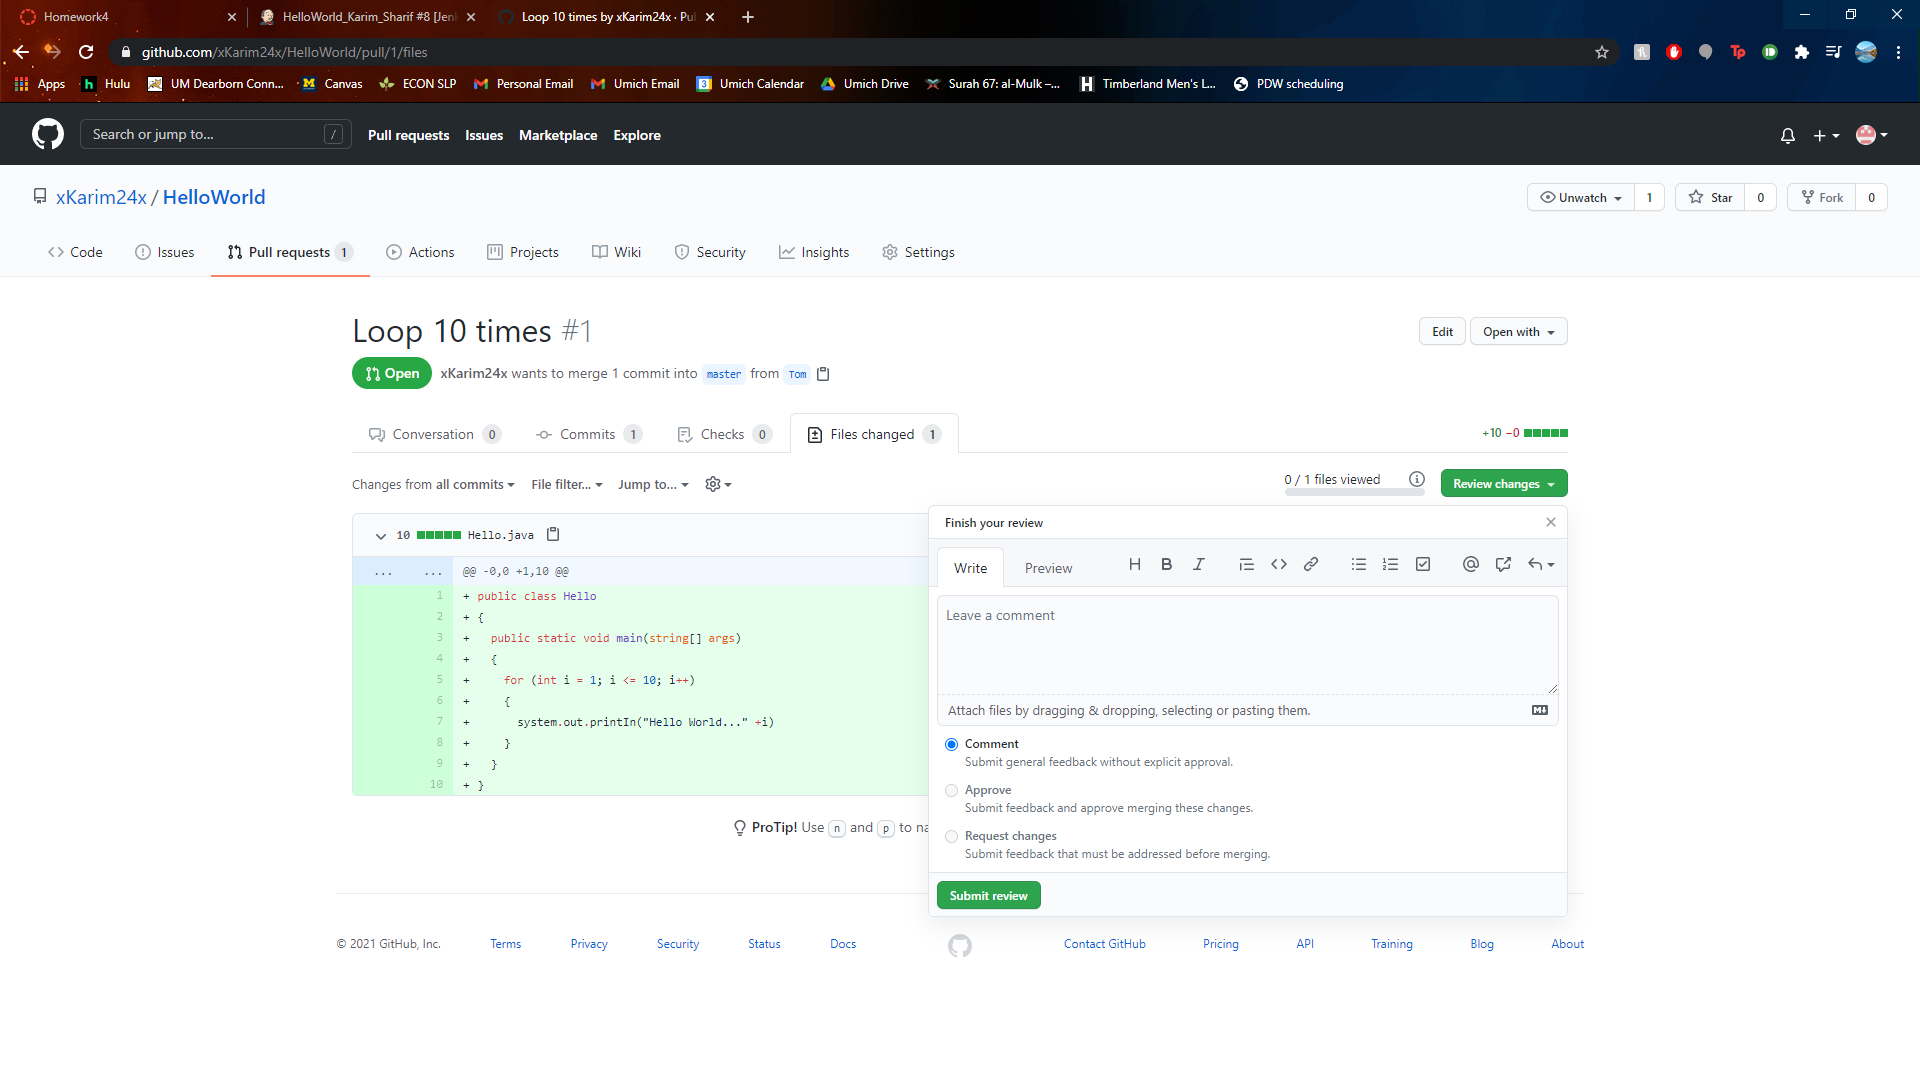 Homework4
HelloWorld_Karim_Sharif #8 [Jen
Loop 10 times by xKarim24x · Pul
github.com/xKarim24x/HelloWorld/pull/1/files
Apps
Hulu
UM Dearborn Conn...
Canvas
ECON SLP
Personal Email
Umich Email
Umich Calendar
Umich Drive
Surah 67: al-Mulk –...
Timberland Men's L...
PDW scheduling
Search or jump to... /
Pull requests Issues Marketplace Explore
xKarim24x / HelloWorld
Unwatch 1 Star 0 Fork 0
Code Issues Pull requests 1 Actions Projects Wiki Security Insights Settings
Loop 10 times #1
Edit Open with
Open xKarim24x wants to merge 1 commit into master from Tom
Conversation 0 Commits 1 Checks 0 Files changed 1
+10 −0
Changes from all commits File filter... Jump to...
0 / 1 files viewed Review changes
10 Hello.java
... ... @@ -0,0 +1,10 @@
1 + public class Hello
2 + {
3 + public static void main(string[] args)
4 + {
5 + for (int i = 1; i <= 10; i++)
6 + {
7 + system.out.printIn("Hello World..." +i)
8 + }
9 + }
10 + }
ProTip! Use n and p to na
Finish your review
Write Preview
Leave a comment
Attach files by dragging & dropping, selecting or pasting them.
Comment
Submit general feedback without explicit approval.
Approve
Submit feedback and approve merging these changes.
Request changes
Submit feedback that must be addressed before merging.
Submit review
© 2021 GitHub, Inc. Terms Privacy Security Status Docs Contact GitHub Pricing API Training Blog About